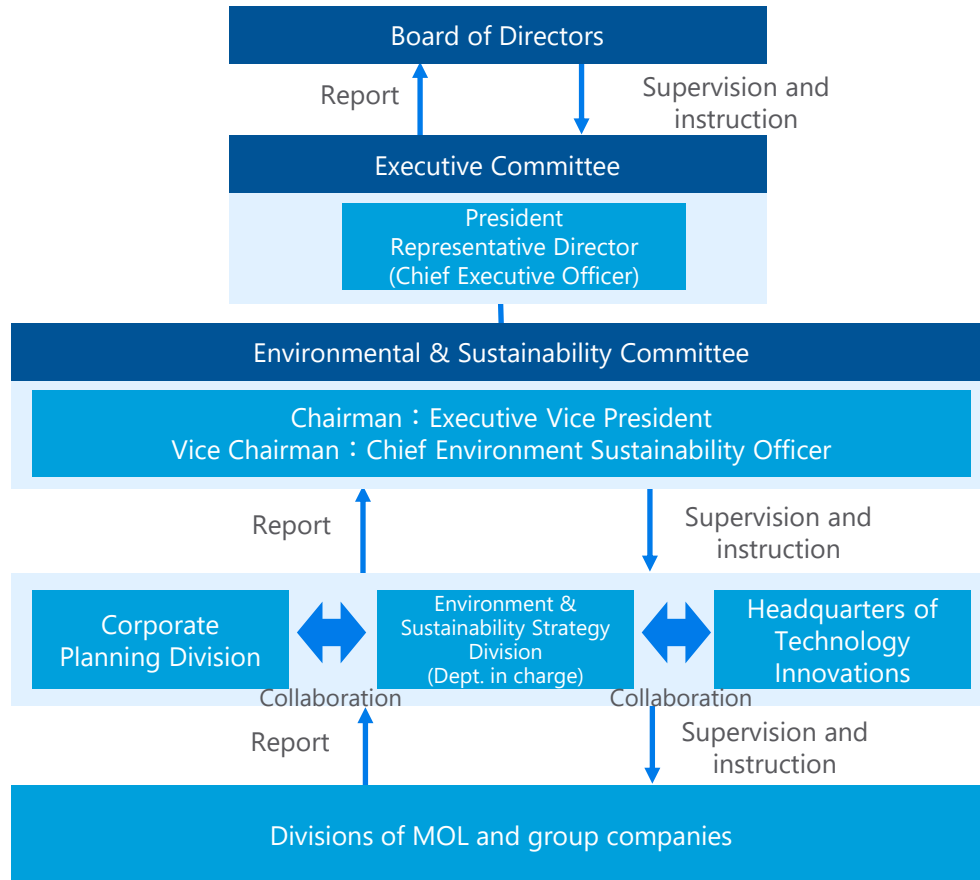 Board of Directors
Report
Supervision and
instruction
Executive Committee
President
Representative Director
(Chief Executive Officer)
Environmental & Sustainability Committee
Chairman：Executive Vice President
Vice Chairman：Chief Environment Sustainability Officer
Report
Supervision and
instruction
Corporate
Planning Division
Environment &
Sustainability Strategy
Division
(Dept. in charge)
Headquarters of
Technology
Innovations
Collaboration
Collaboration
Report
Supervision and
instruction
Divisions of MOL and group companies